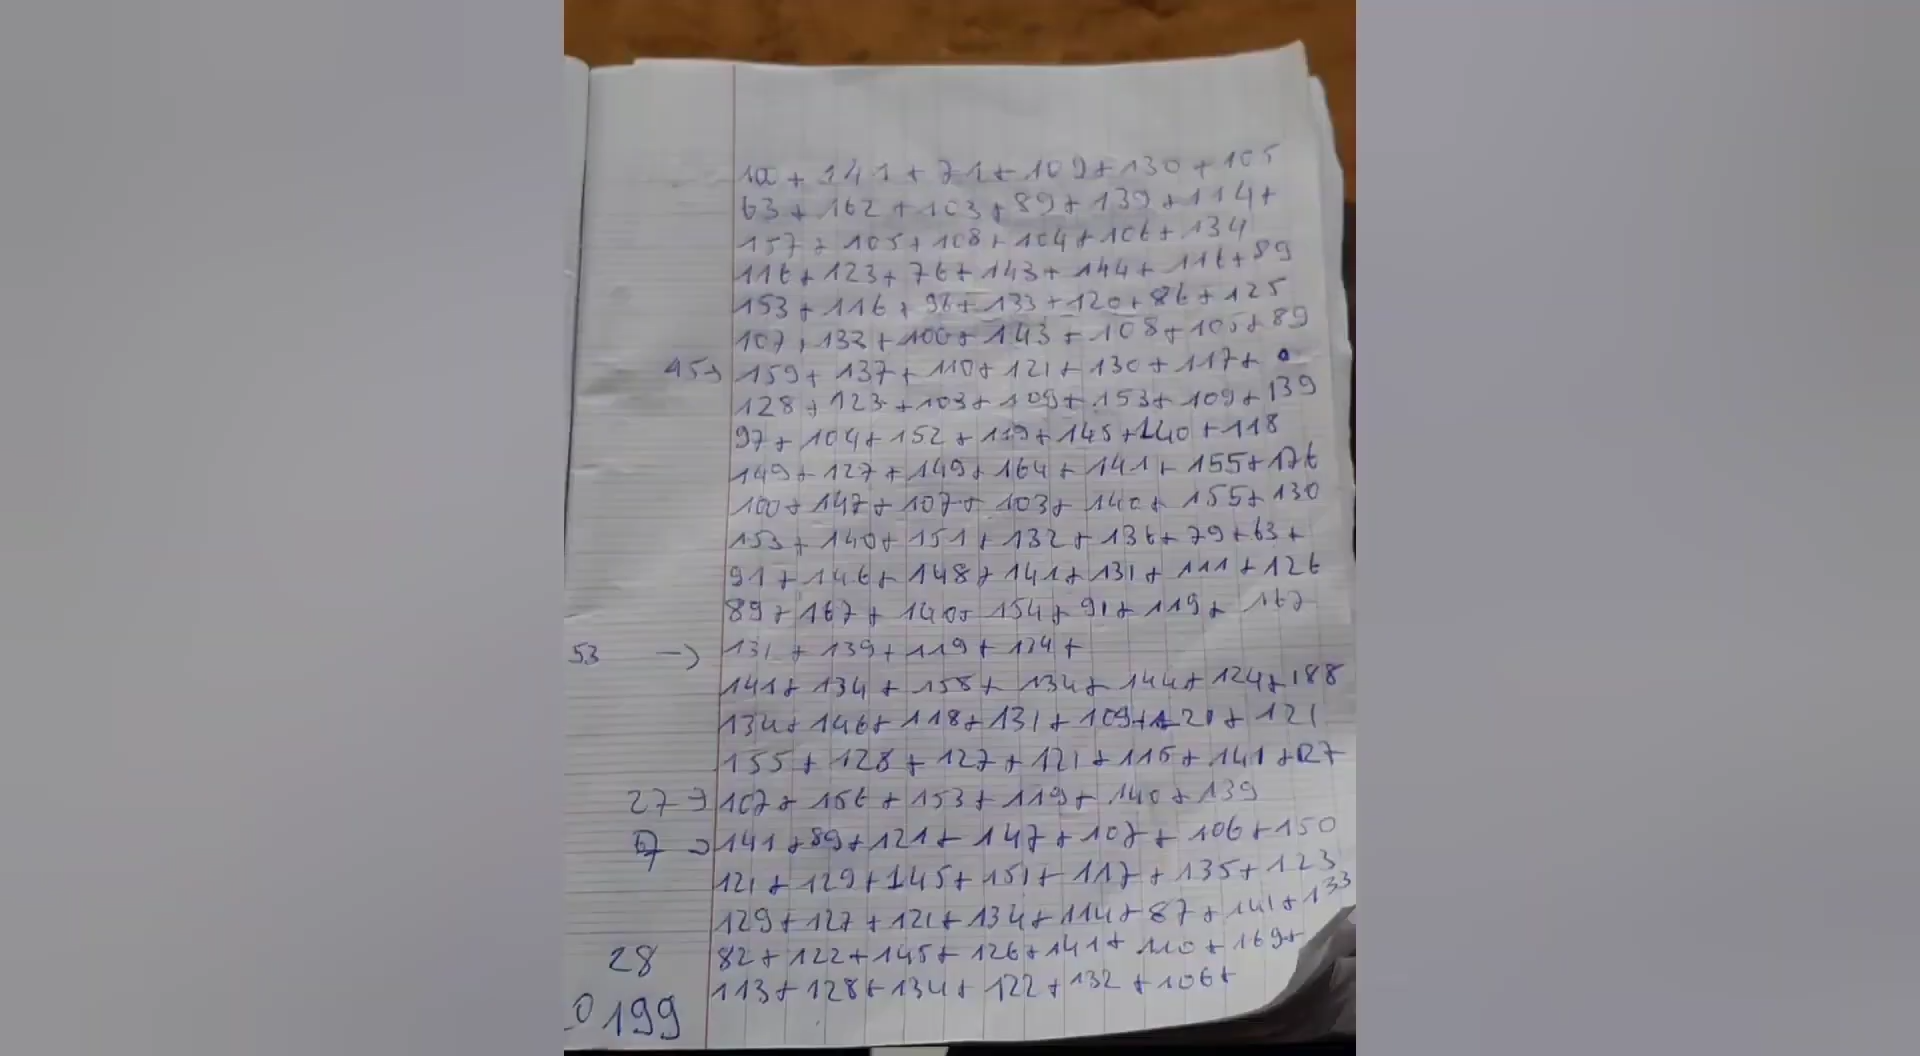 100 + 141 + 71 + 109 + 130 + 105
63 + 162 + 103 + 89 + 139 + 114 +
157 + 105 + 108 + 104 + 106 + 134
116 + 123 + 76 + 143 + 144 + 116 + 89
153 + 116 + 96 + 133 + 120 + 86 + 125
107 + 133 + 100 + 143 + 108 + 105 + 89
459 159 + 137 + 110 + 121 + 130 + 117 +
128 + 123 + 103 + 109 + 153 + 109 + 139
97 + 104 + 152 + 119 + 145 + 140 + 118
149 + 127 + 149 + 164 + 141 + 155 + 176
100 + 147 + 107 + 103 + 140 + 155 + 130
153 + 140 + 151 + 132 + 136 + 79 + 63 +
91 + 146 + 148 + 141 + 131 + 111 + 126
89 + 167 + 140 + 154 + 91 + 119 + 167
53 → 131 + 139 + 119 + 134 +
141 + 134 + 158 + 134 + 144 + 124 + 188
134 + 146 + 118 + 131 + 109 + 121 + 121
155 + 128 + 127 + 121 + 115 + 141 + 127
27 → 107 + 156 + 153 + 119 + 140 + 139
67 → 141 + 89 + 121 + 147 + 107 + 106 + 150
121 + 129 + 145 + 151 + 117 + 135 + 123
129 + 127 + 121 + 134 + 114 + 87 + 141 + 133
28 82 + 122 + 145 + 126 + 141 + 110 + 169 +
113 + 128 + 134 + 122 + 132 + 106 +
0199